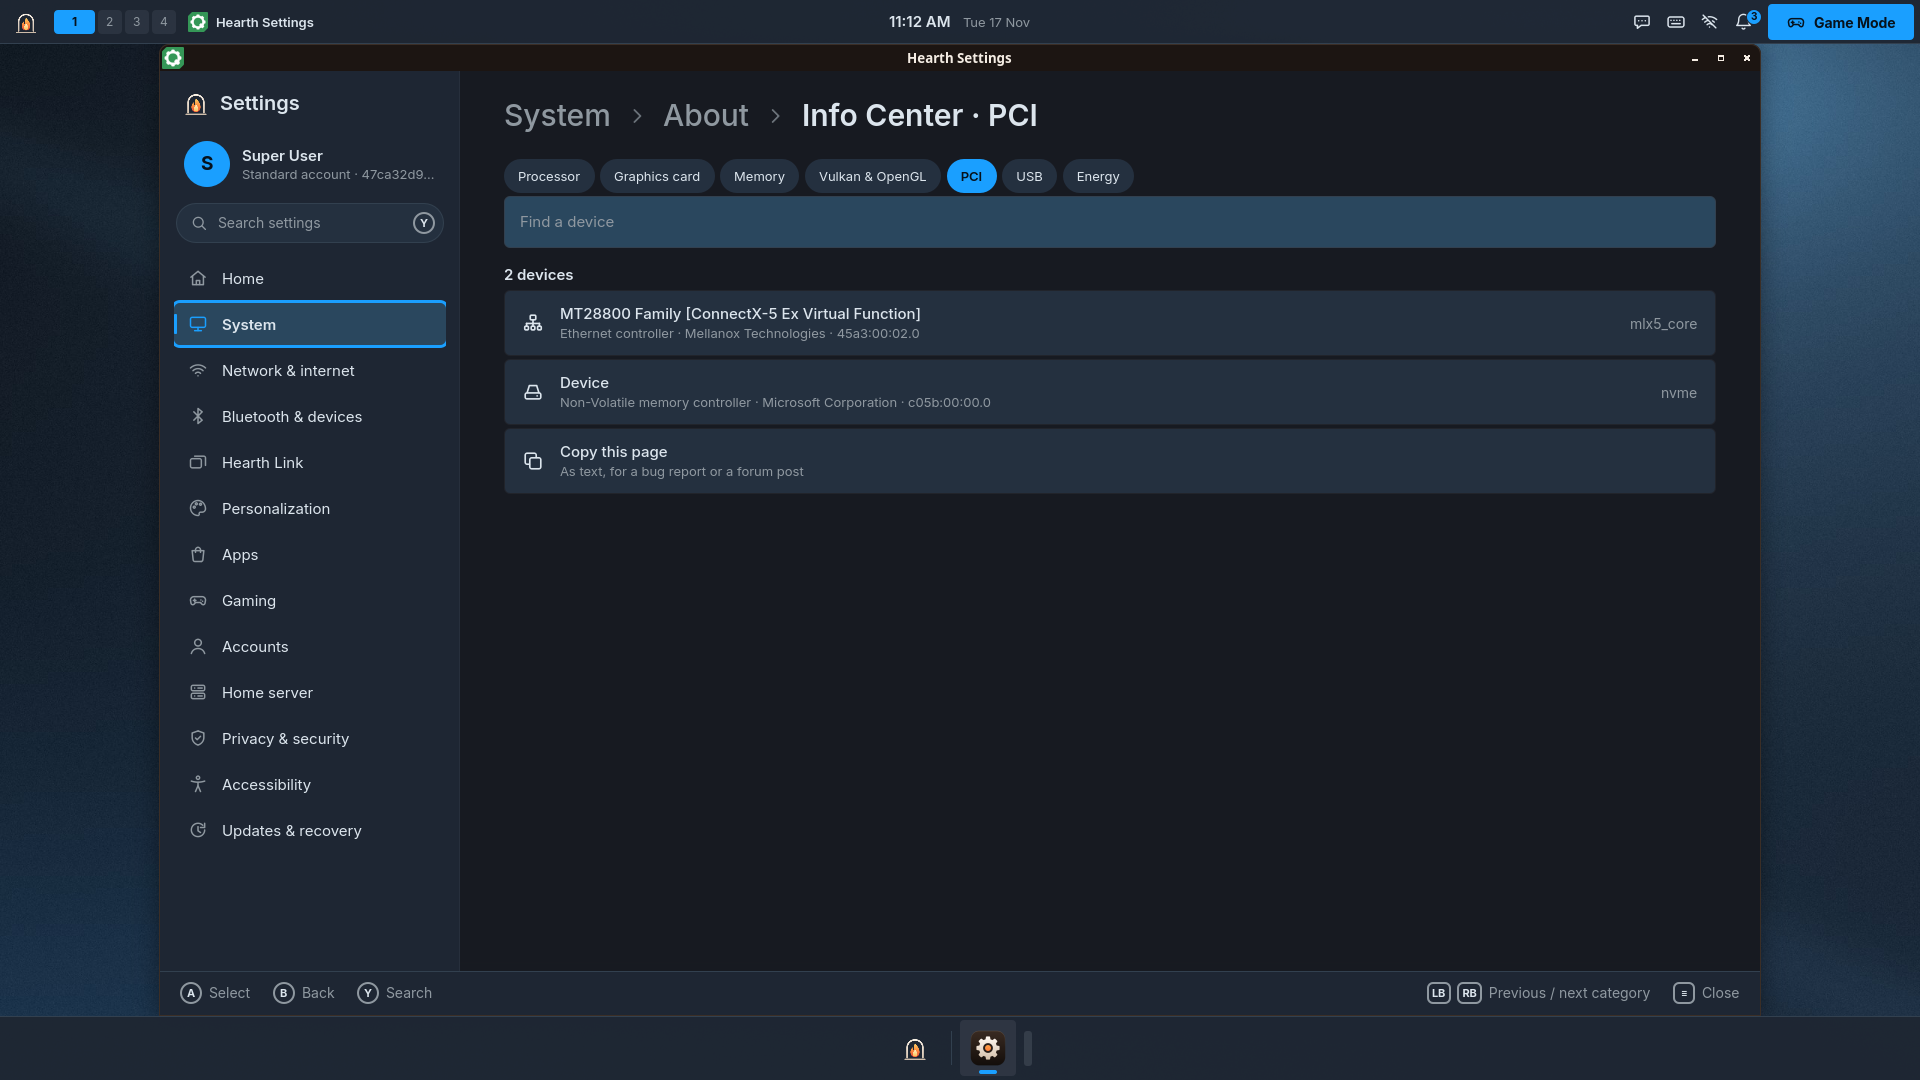 1 2 3 4 Hearth Settings
11:12 AM Tue 17 Nov
3
Game Mode
Hearth Settings
Settings
S
Super User
Standard account · 47ca32d9...
Search settings Y
Home
System
Network & internet
Bluetooth & devices
Hearth Link
Personalization
Apps
Gaming
Accounts
Home server
Privacy & security
Accessibility
Updates & recovery
System > About > Info Center · PCI
Processor Graphics card Memory Vulkan & OpenGL PCI USB Energy
Find a device
2 devices
MT28800 Family [ConnectX-5 Ex Virtual Function]
Ethernet controller · Mellanox Technologies · 45a3:00:02.0
mlx5_core
Device
Non-Volatile memory controller · Microsoft Corporation · c05b:00:00.0
nvme
Copy this page
As text, for a bug report or a forum post
A Select B Back Y Search
LB RB Previous / next category ≡ Close